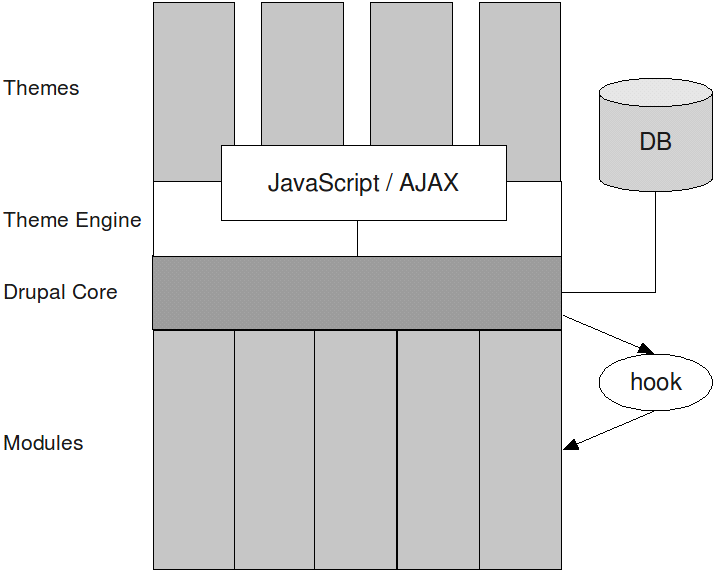 Themes
DB
JavaScript / AJAX
Theme Engine
Drupal Core
hook
Modules